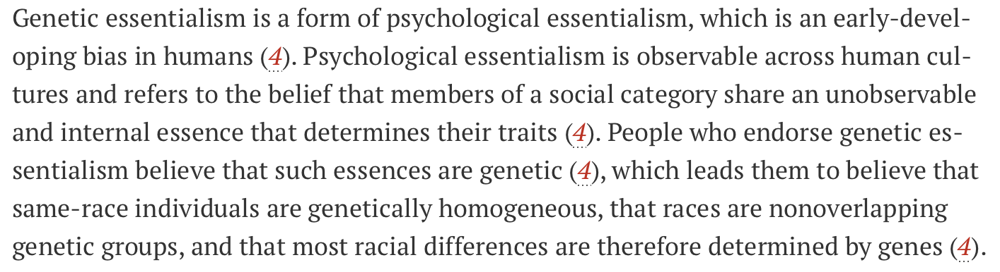 Genetic essentialism is a form of psychological essentialism, which is an early-devel-
oping bias in humans (4). Psychological essentialism is observable across human cul-
tures and refers to the belief that members of a social category share an unobservable
and internal essence that determines their traits (4). People who endorse genetic es-
sentialism believe that such essences are genetic (4), which leads them to believe that
same-race individuals are genetically homogeneous, that races are nonoverlapping
genetic groups, and that most racial differences are therefore determined by genes (4).